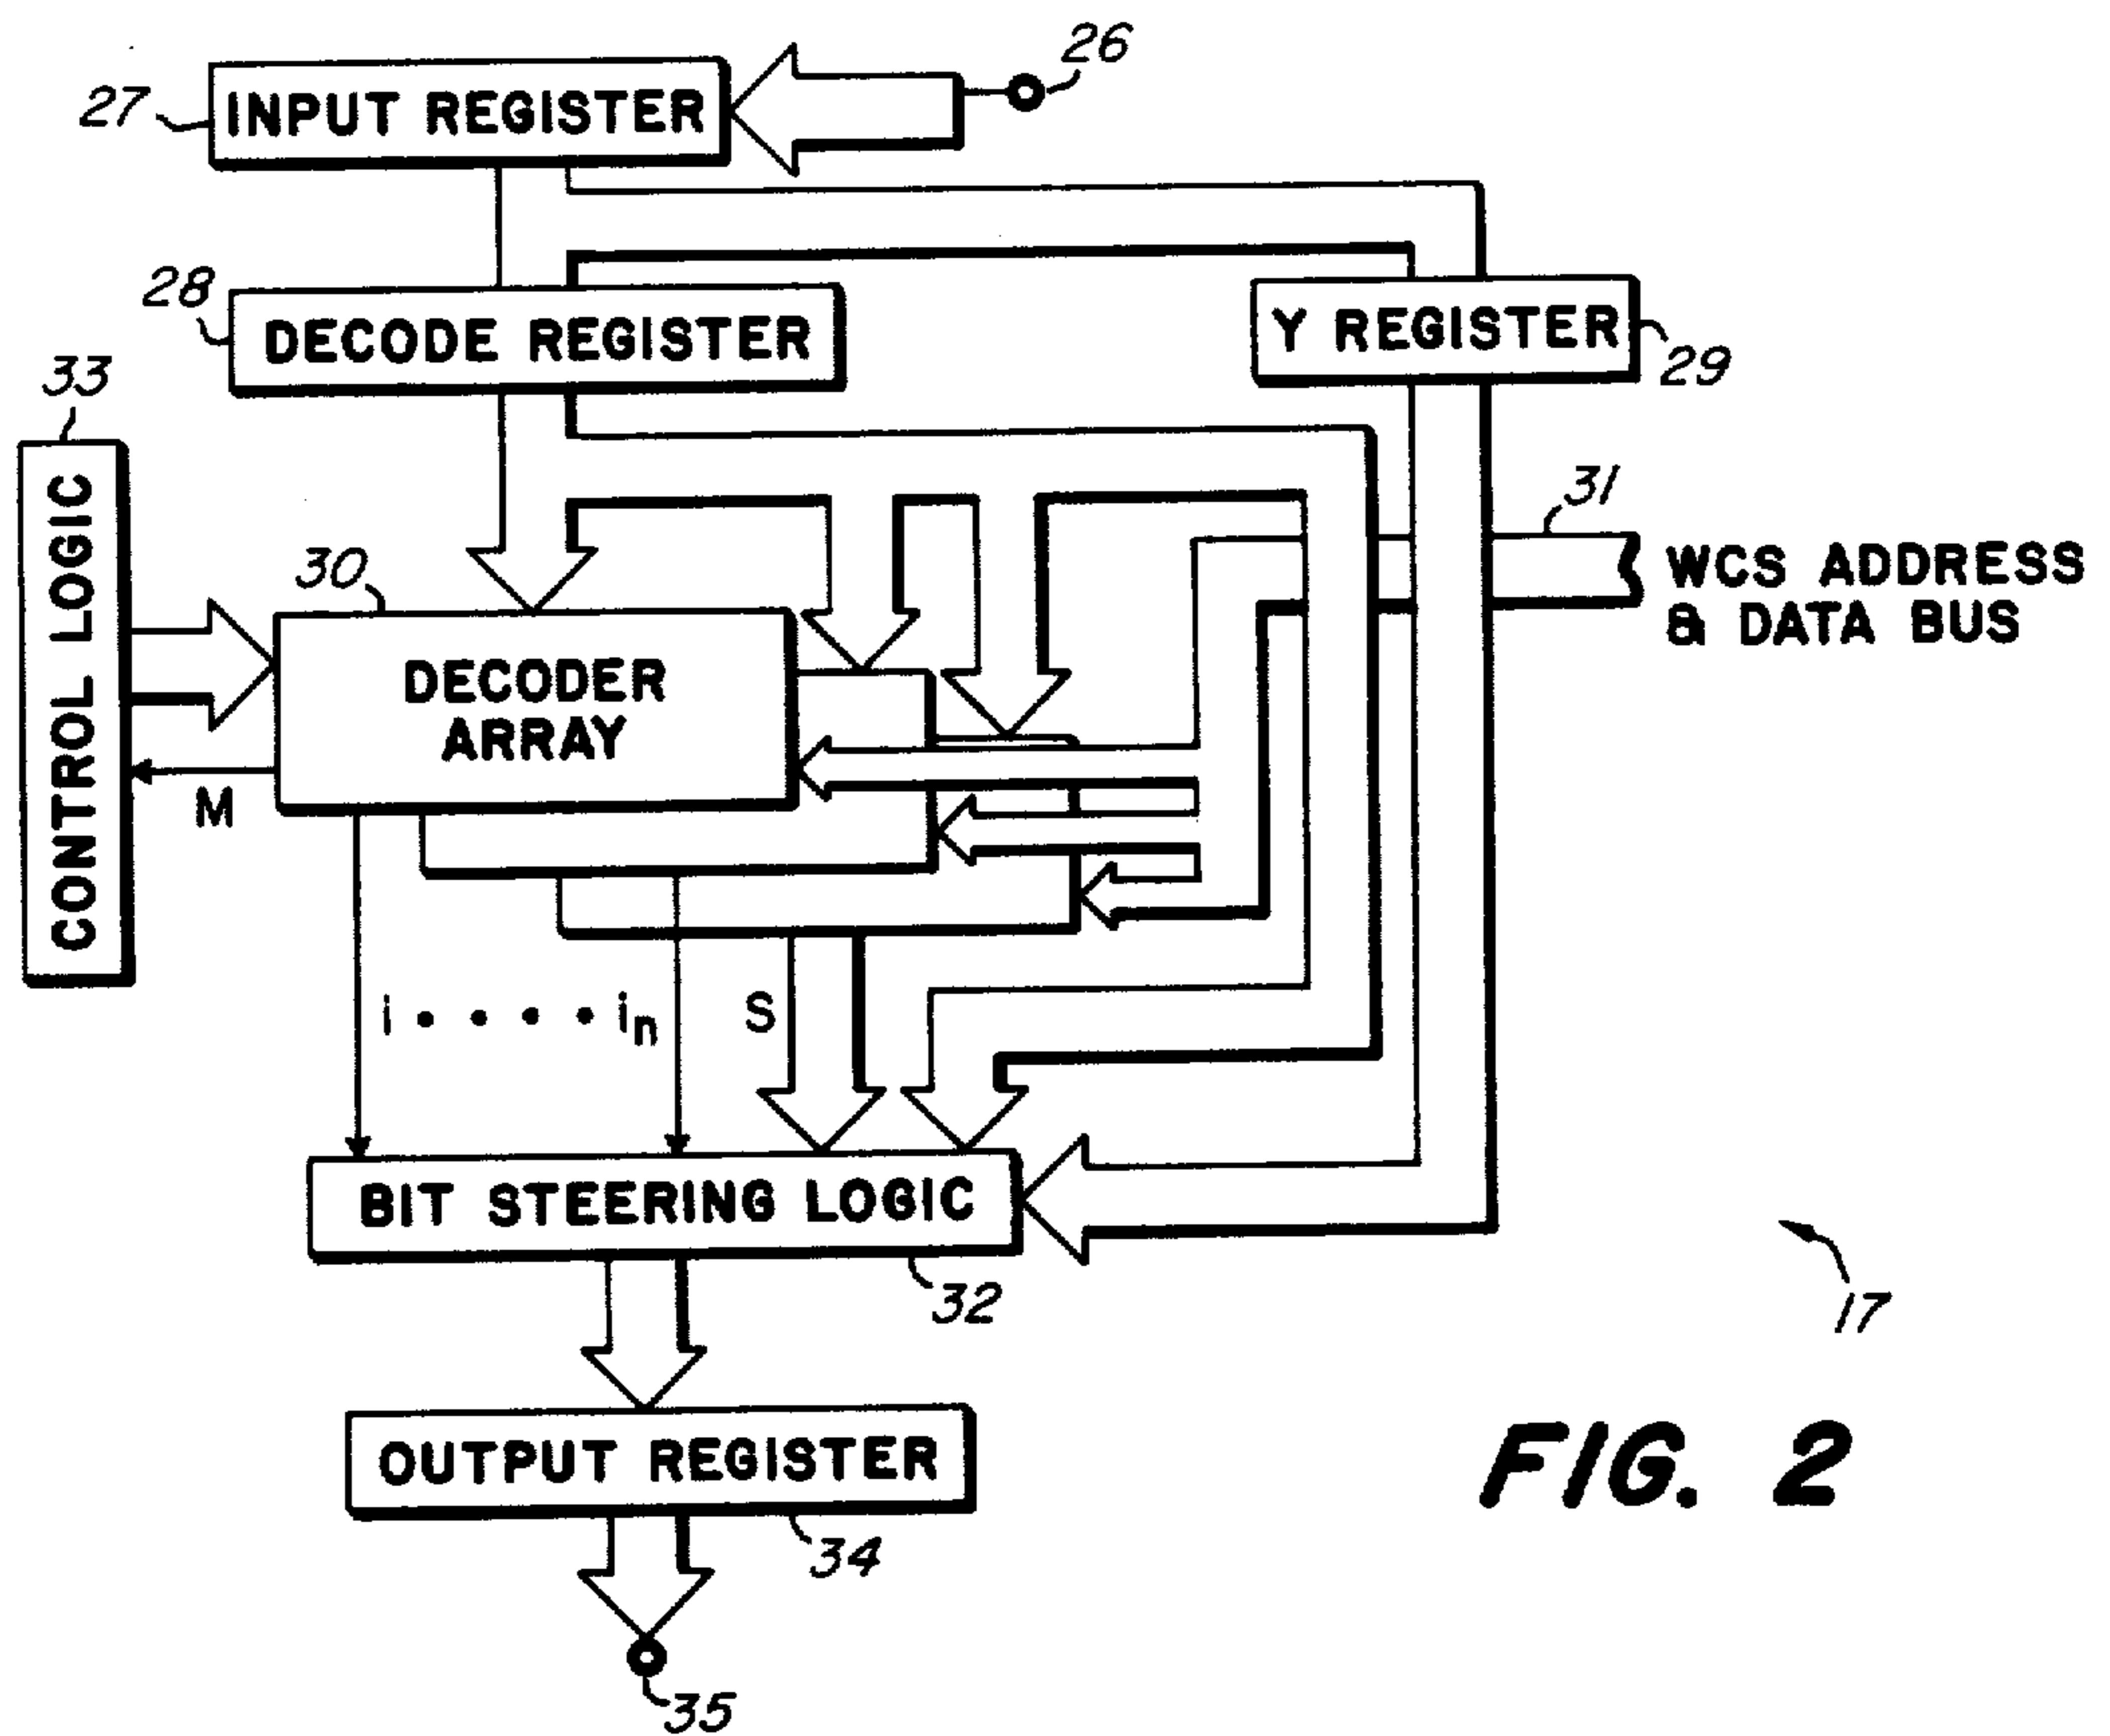 26
27
INPUT REGISTER
28
DECODE REGISTER
Y REGISTER
29
33
CONTROL LOGIC
31
WCS ADDRESS
& DATA BUS
30
DECODER
ARRAY
M
i • • • • in
S
BIT STEERING LOGIC
32
17
OUTPUT REGISTER
34
35
FIG. 2